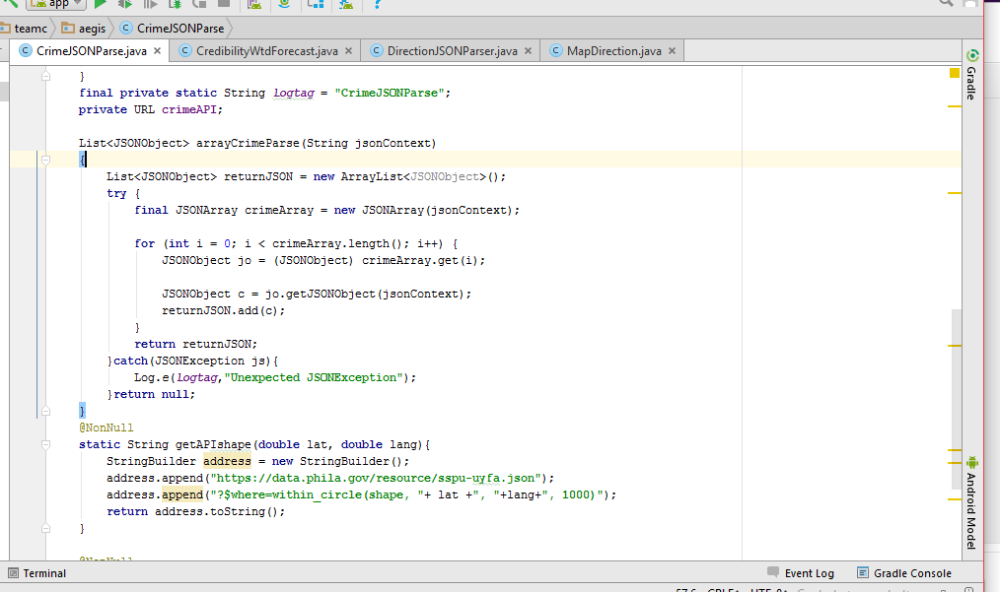 app
teamc aegis CrimeJSONParse
CrimeJSONParse.java CredibilityWtdForecast.java DirectionJSONParser.java MapDirection.java
}
final private static String logtag = "CrimeJSONParse";
private URL crimeAPI;
List<JSONObject> arrayCrimeParse(String jsonContext)
{
List<JSONObject> returnJSON = new ArrayList<JSONObject>();
try {
final JSONArray crimeArray = new JSONArray(jsonContext);
for (int i = 0; i < crimeArray.length(); i++) {
JSONObject jo = (JSONObject) crimeArray.get(i);
JSONObject c = jo.getJSONObject(jsonContext);
returnJSON.add(c);
}
return returnJSON;
}catch(JSONException js){
Log.e(logtag,"Unexpected JSONException");
}return null;
}
@NonNull
static String getAPIshape(double lat, double lang){
StringBuilder address = new StringBuilder();
address.append("https://data.phila.gov/resource/sspu-uyfa.json");
address.append("?$where=within_circle(shape, "+ lat +", "+lang+", 1000)");
return address.toString();
}
@NonNull
Gradle
Android Model
Terminal Event Log Gradle Console
57:6 CRLF UTF-8